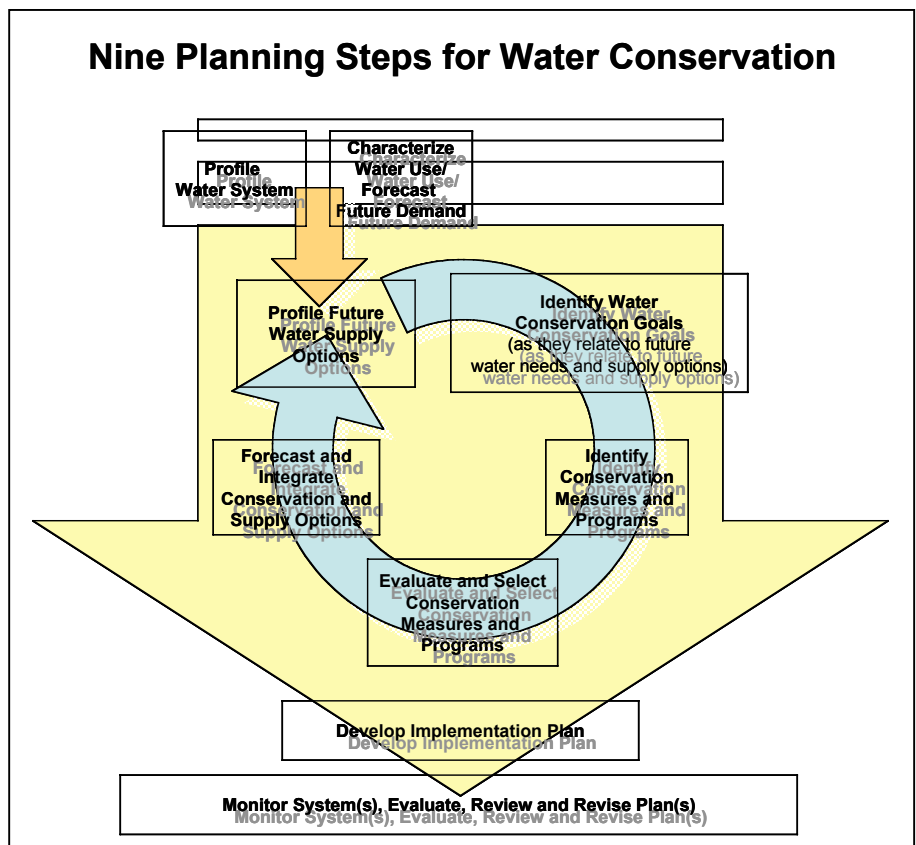 Nine Planning Steps for Water Conservation
Profile
Water System
Characterize
Water Use/
Forecast
Future Demand
Profile Future
Water Supply
Options
Identify Water
Conservation Goals
(as they relate to future
water needs and supply options)
Forecast and
Integrate
Conservation and
Supply Options
Identify
Conservation
Measures and
Programs
Evaluate and Select
Conservation
Measures and
Programs
Develop Implementation Plan
Monitor System(s), Evaluate, Review and Revise Plan(s)